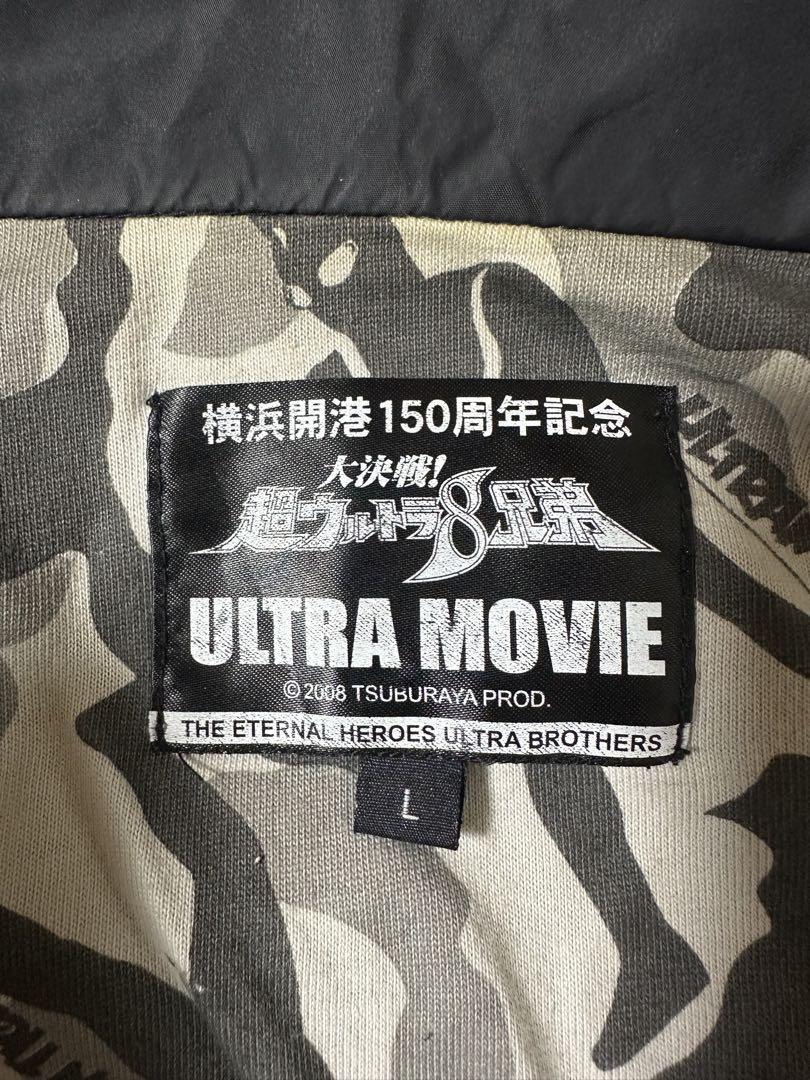 横浜開港150周年記念
大決戦!
超ウルトラ8兄弟
ULTRA MOVIE
© 2008 TSUBURAYA PROD.
THE ETERNAL HEROES ULTRA BROTHERS
L